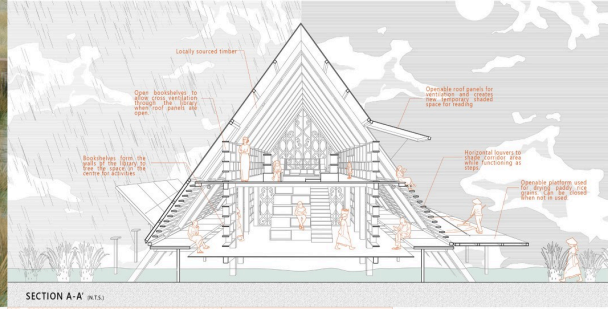 Locally sourced timber
Open bookshelves to
allow cross ventilation
through the library
when roof panels are
open
Bookshelves form the
walls of the library to
free the space in the
centre for activities
Openable roof panels for
ventilation and creates
new temporary shaded
space for reading
Horizontal louvers to
shade corridor area
while functioning as
steps.
Openable platform used
for drying paddy rice
grains. Can be closed
when not in used
SECTION A-A' (N.T.S.)